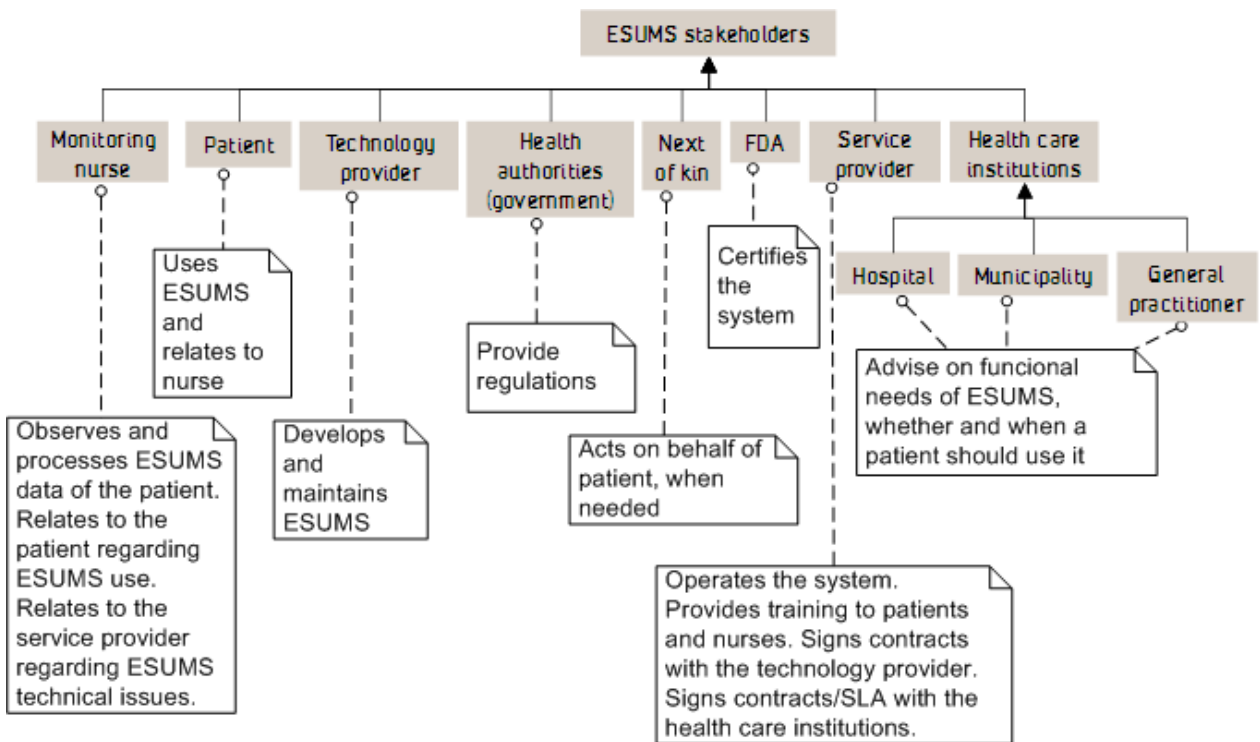 ESUMS stakeholders
Monitoring
nurse
Patient
Technology
provider
Health
authorities
(government)
Next
of kin
FDA
Service
provider
Health care
institutions
Hospital
Municipality
General
practitioner
Uses
ESUMS
and
relates to
nurse
Certifies
the
system
Provide
regulations
Advise on funcional
needs of ESUMS,
whether and when a
patient should use it
Observes and
processes ESUMS
data of the patient.
Relates to the
patient regarding
ESUMS use.
Relates to the
service provider
regarding ESUMS
technical issues.
Develops
and
maintains
ESUMS
Acts on behalf of
patient, when
needed
Operates the system.
Provides training to patients
and nurses. Signs contracts
with the technology provider.
Signs contracts/SLA with the
health care institutions.